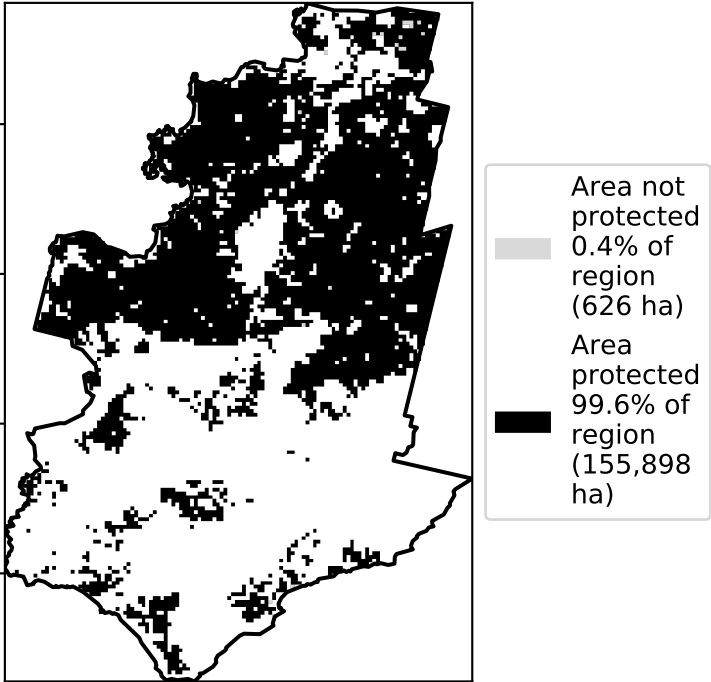 Area not
protected
0.4% of
region
(626 ha)
Area
protected
99.6% of
region
(155,898
ha)